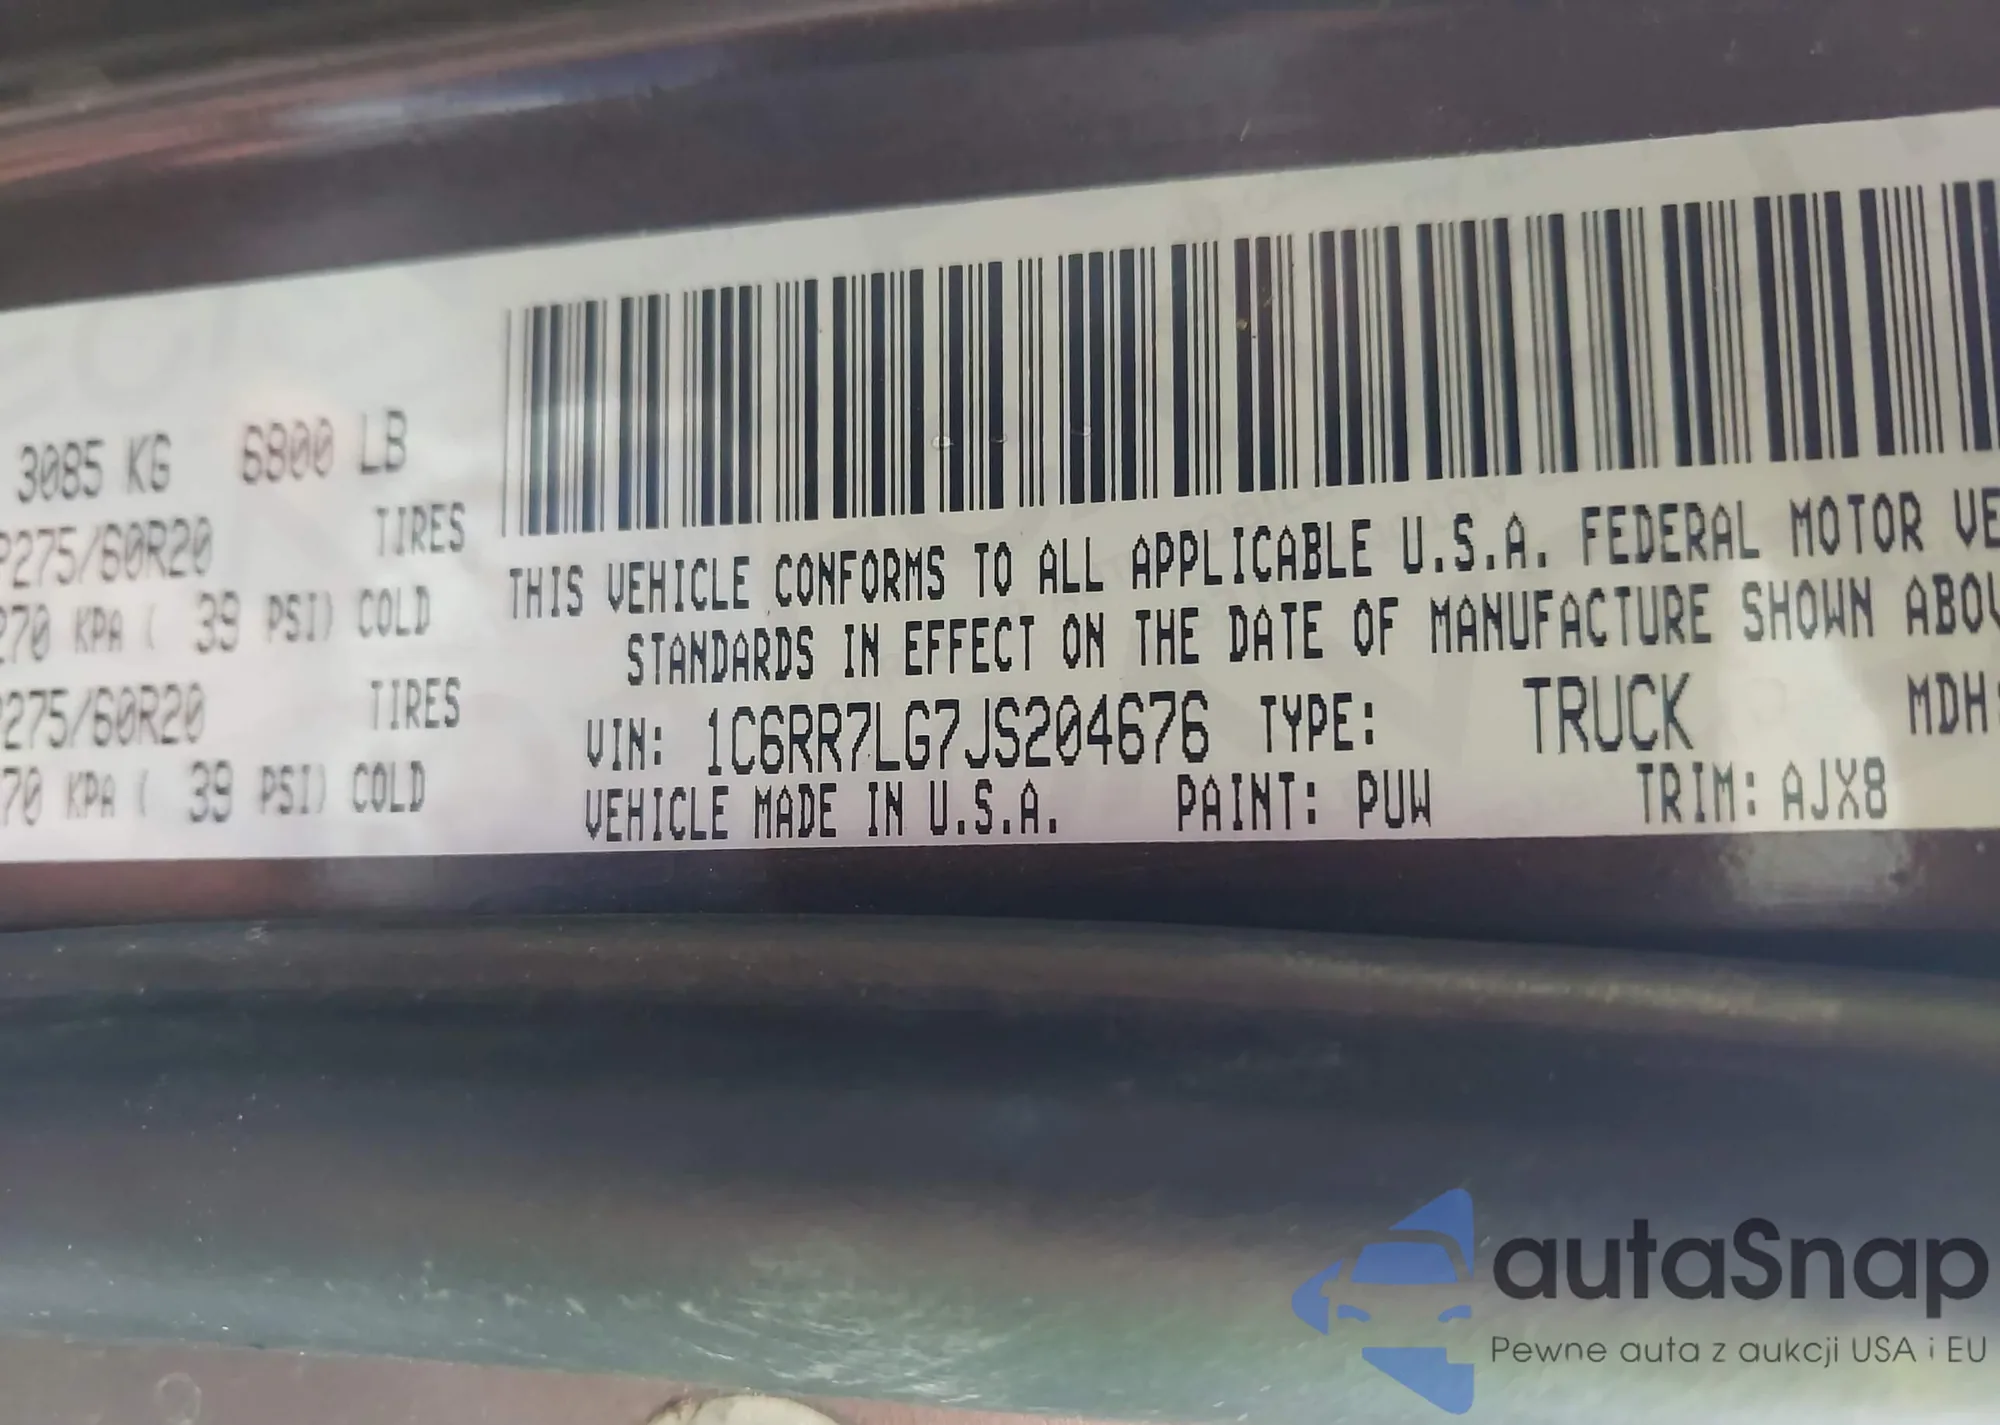 3085 KG 6800 LB
P275/60R20 TIRES
270 KPA ( 39 PSI) COLD
P275/60R20 TIRES
270 KPA ( 39 PSI) COLD
THIS VEHICLE CONFORMS TO ALL APPLICABLE U.S.A. FEDERAL MOTOR VE
STANDARDS IN EFFECT ON THE DATE OF MANUFACTURE SHOWN ABOV
VIN: 1C6RR7LG7JS204676 TYPE: TRUCK MDH:
VEHICLE MADE IN U.S.A. PAINT: PUW TRIM: AJX8
autaSnap
Pewne auta z aukcji USA i EU